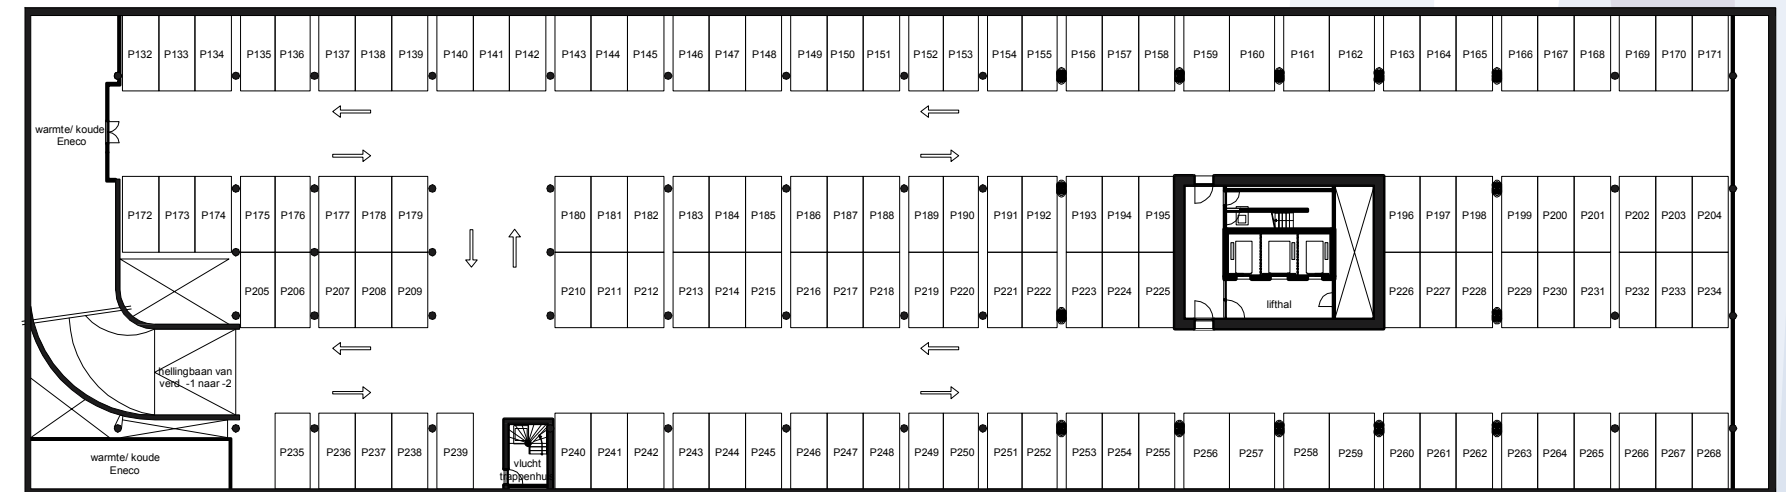 P132 P133 P134 P135 P136 P137 P138 P139 P140 P141 P142 P143 P144 P145 P146 P147 P148 P149 P150 P151 P152 P153 P154 P155 P156 P157 P158 P159 P160 P161 P162 P163 P164 P165 P166 P167 P168 P169 P170 P171
warmte/ koude
Eneco
P172 P173 P174 P175 P176 P177 P178 P179 P180 P181 P182 P183 P184 P185 P186 P187 P188 P189 P190 P191 P192 P193 P194 P195 P196 P197 P198 P199 P200 P201 P202 P203 P204
P205 P206 P207 P208 P209 P210 P211 P212 P213 P214 P215 P216 P217 P218 P219 P220 P221 P222 P223 P224 P225 P226 P227 P228 P229 P230 P231 P232 P233 P234
lifthal
hellingbaan van
verd. -1 naar -2
P235 P236 P237 P238 P239 P240 P241 P242 P243 P244 P245 P246 P247 P248 P249 P250 P251 P252 P253 P254 P255 P256 P257 P258 P259 P260 P261 P262 P263 P264 P265 P266 P267 P268
warmte/ koude
Eneco
vlucht
trappenhuis